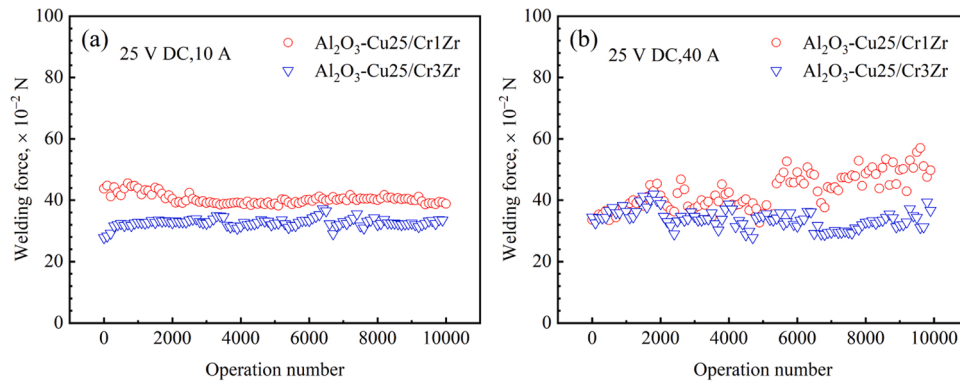 (a)
25 V DC,10 A
Al₂O₃-Cu25/Cr1Zr
Al₂O₃-Cu25/Cr3Zr
100
80
60
40
20
0
Welding force, × 10⁻² N
0
2000
4000
6000
8000
10000
Operation number
(b)
25 V DC,40 A
Al₂O₃-Cu25/Cr1Zr
Al₂O₃-Cu25/Cr3Zr
100
80
60
40
20
0
Welding force, × 10⁻² N
0
2000
4000
6000
8000
10000
Operation number